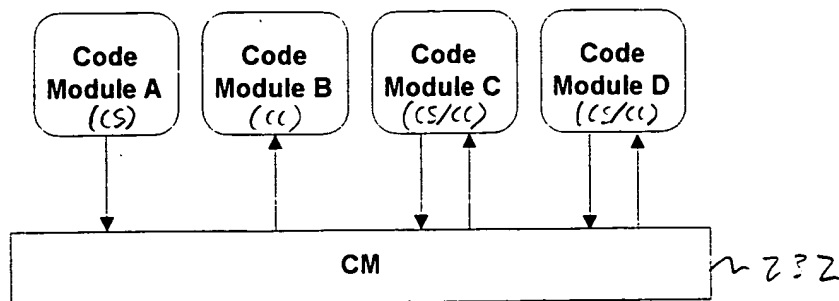 Code Module A
(CS)
Code Module B
(CC)
Code Module C
(CS/CC)
Code Module D
(CS/CC)
CM
232